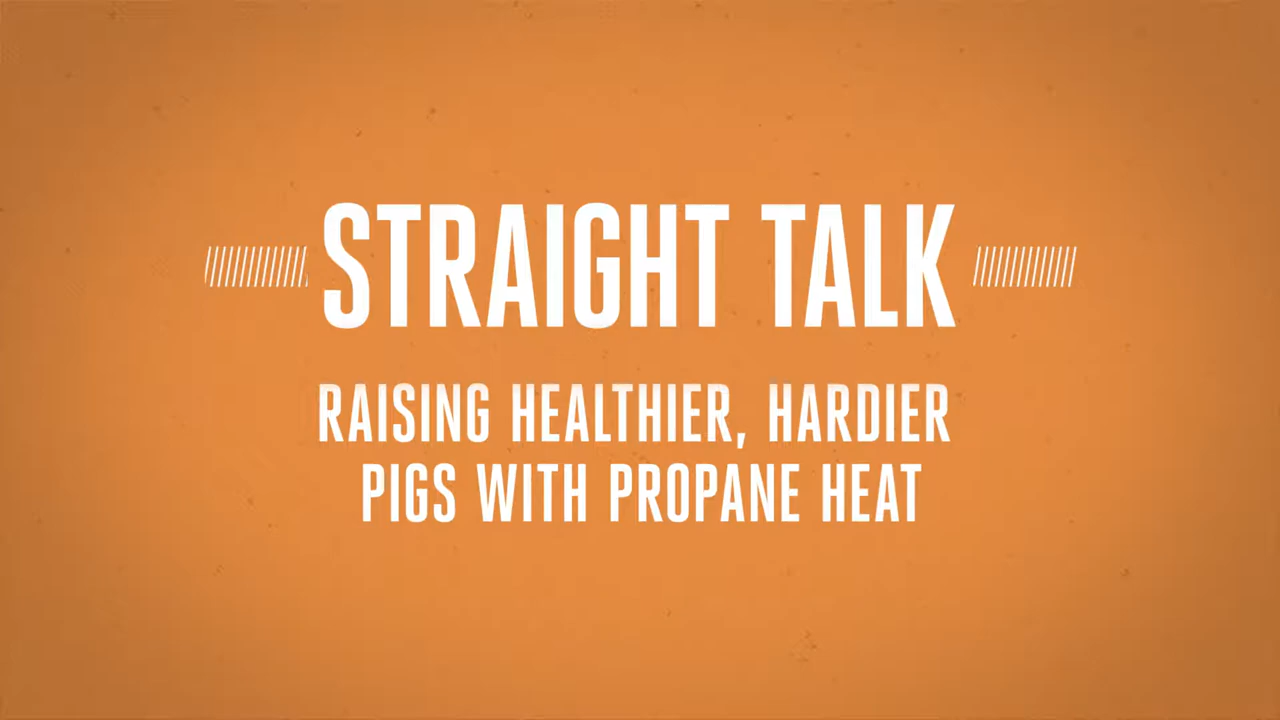 STRAIGHT TALK
RAISING HEALTHIER, HARDIER
PIGS WITH PROPANE HEAT